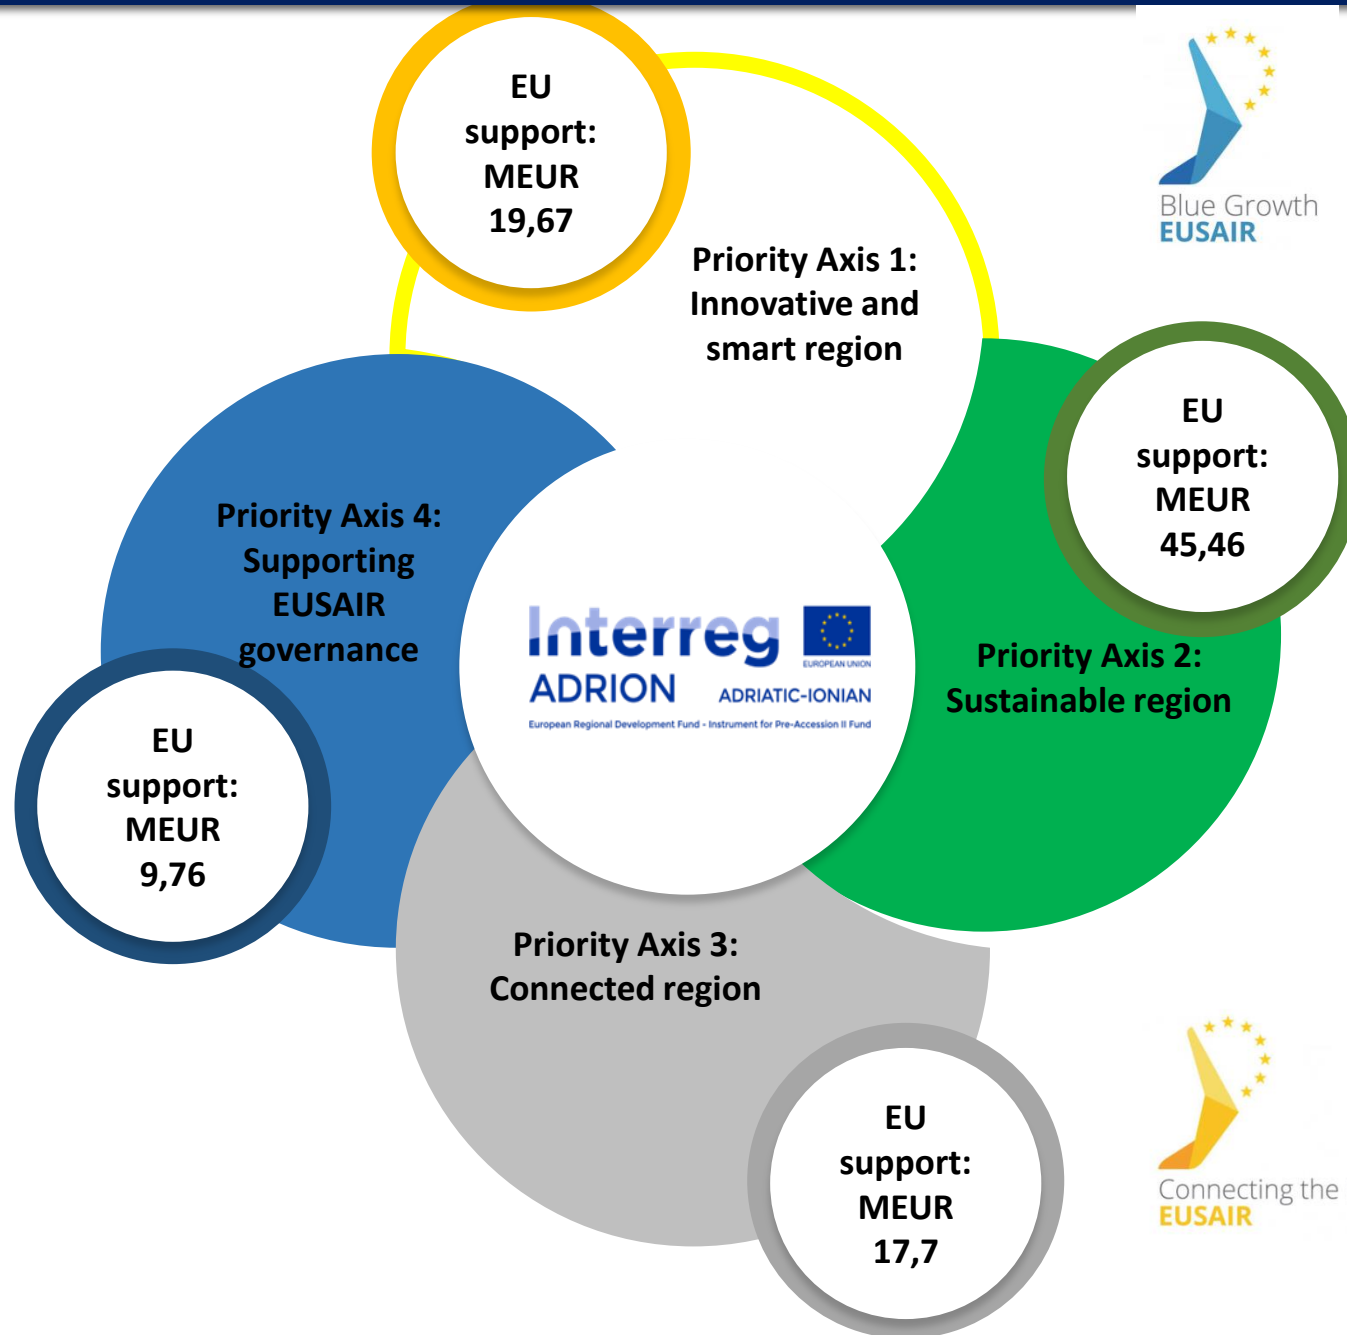 EU
support:
MEUR
19,67
Priority Axis 1:
Innovative and
smart region
Blue Growth
EUSAIR
EU
support:
MEUR
45,46
Priority Axis 2:
Sustainable region
Priority Axis 4:
Supporting
EUSAIR
governance
EU
support:
MEUR
9,76
Interreg
EUROPEAN UNION
ADRION ADRIATIC-IONIAN
European Regional Development Fund - Instrument for Pre-Accession II Fund
Priority Axis 3:
Connected region
EU
support:
MEUR
17,7
Connecting the
EUSAIR